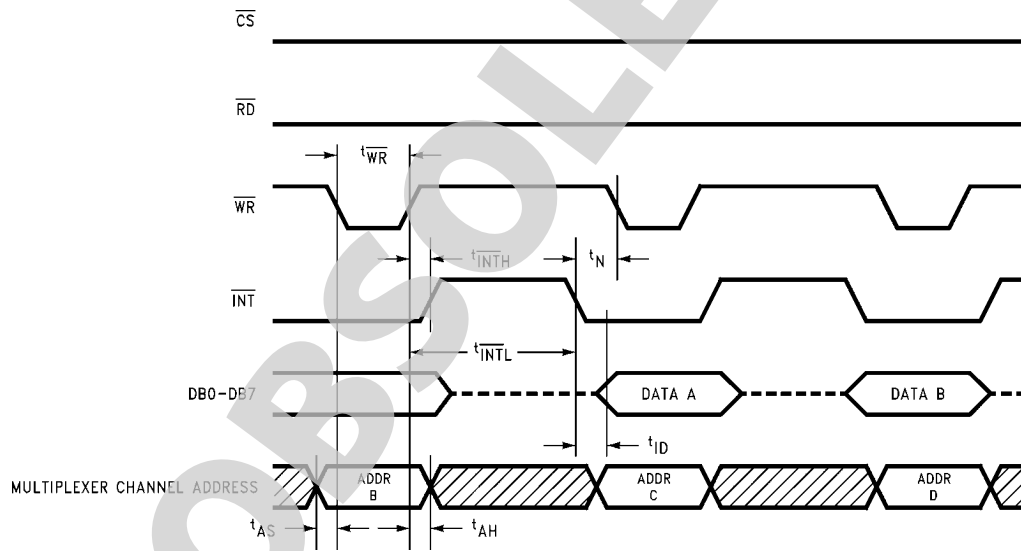 CS
RD
tWR
WR
tINTH
tN
INT
tINTL
DB0-DB7
DATA A
DATA B
tID
MULTIPLEXER CHANNEL ADDRESS
ADDR
B
ADDR
C
ADDR
D
tAS
tAH
OBSOLE